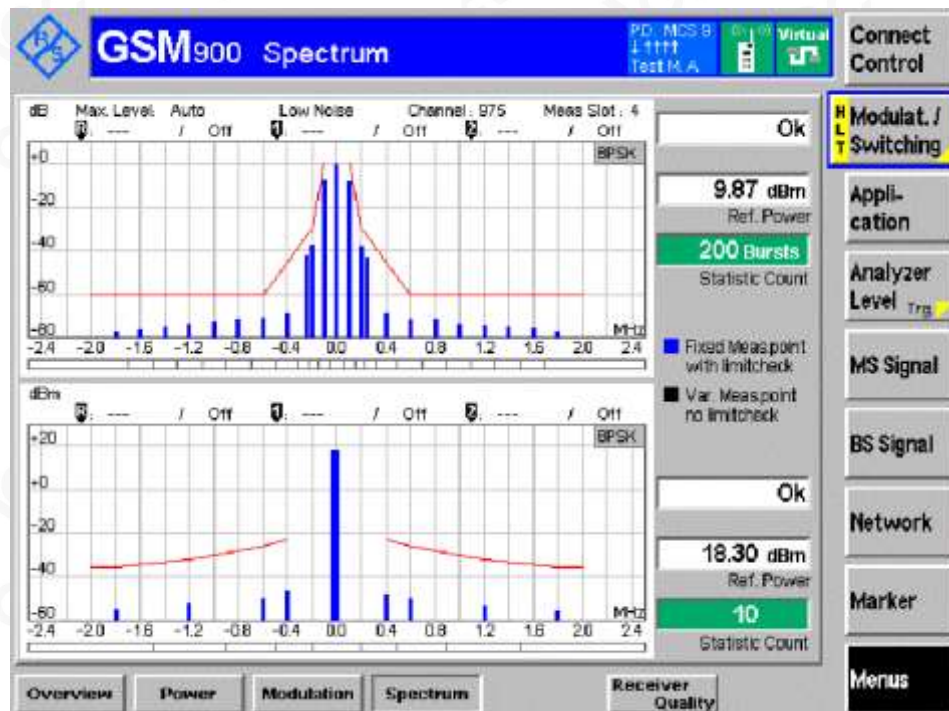 GSM900 Spectrum
PD: MCS 9
Test M. A.
Virtual
Connect Control
dB Max. Level: Auto Low Noise Channel: 975 Meas Slot: 4
R: --- / Off 1: --- / Off 2: --- / Off
BPSK
+0
-20
-40
-60
-80
MHz
-2.4 -2.0 -1.6 -1.2 -0.8 -0.4 0.0 0.4 0.8 1.2 1.6 2.0 2.4
Ok
9.87 dBm
Ref. Power
200 Bursts
Statistic Count
Fixed Meas.point
with limitcheck
Var. Meas.point
no limitcheck
dBm
R: --- / Off 1: --- / Off 2: --- / Off
BPSK
+20
+0
-20
-40
-60
MHz
-2.4 -2.0 -1.6 -1.2 -0.8 -0.4 0.0 0.4 0.8 1.2 1.6 2.0 2.4
Ok
18.30 dBm
Ref. Power
10
Statistic Count
HLT
Modulat. /
Switching
Appli-
cation
Analyzer
Level Trg.
MS Signal
BS Signal
Network
Marker
Menus
Overview Power Modulation Spectrum Receiver
Quality